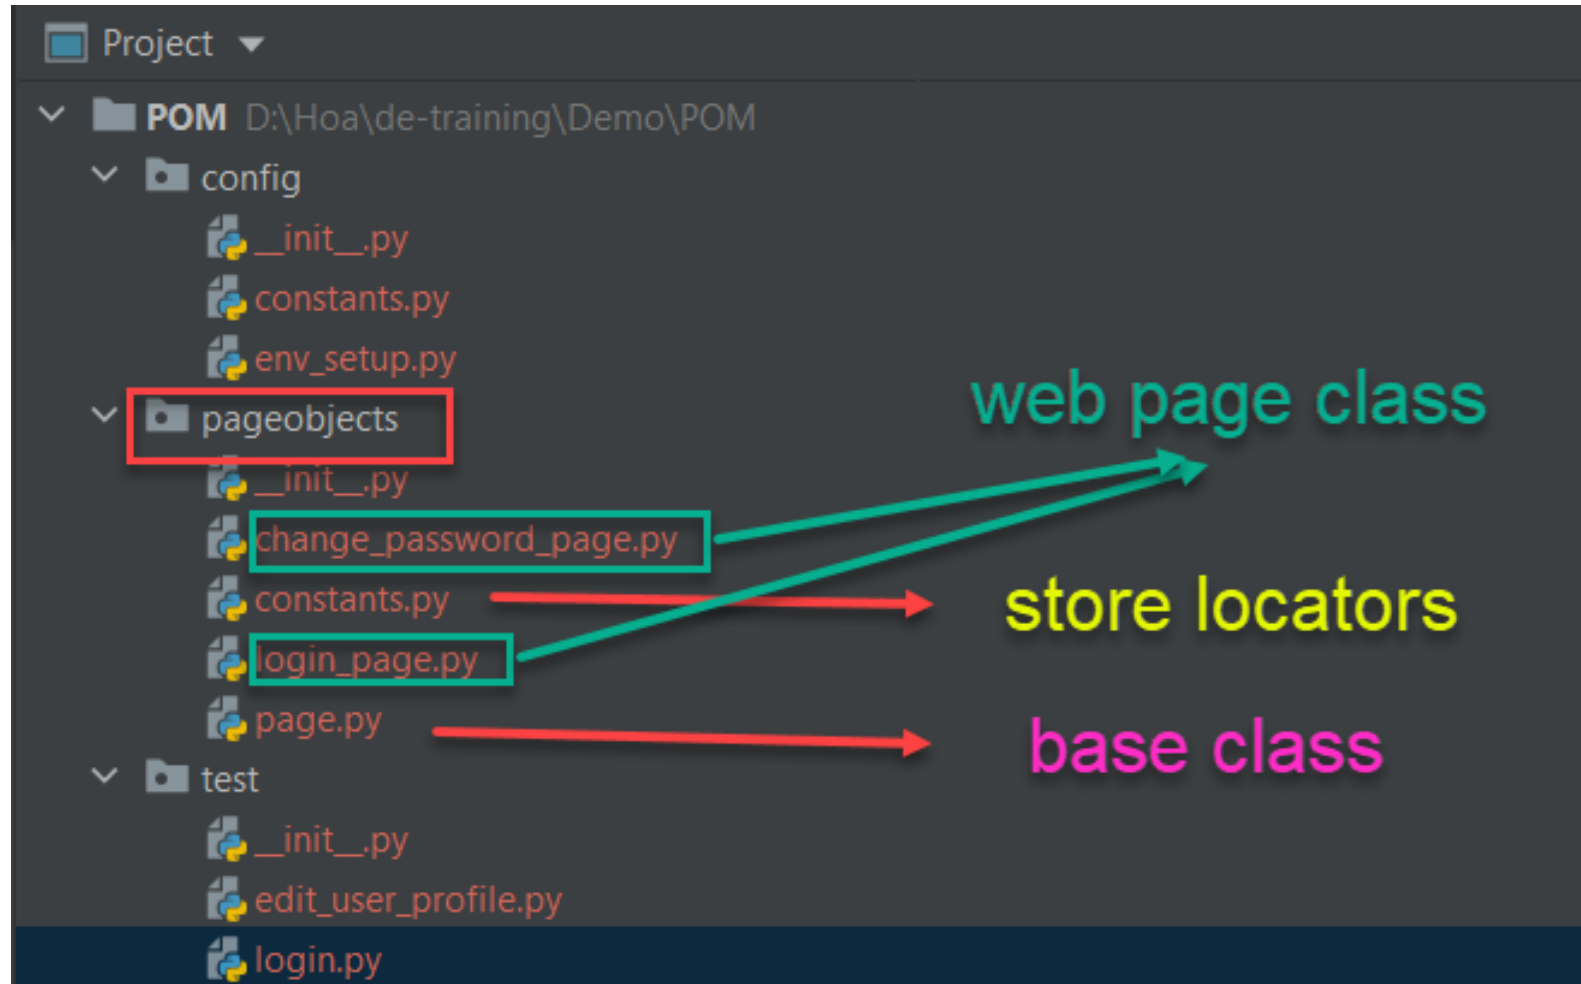 Project
POM D:\Hoa\de-training\Demo\POM
config
__init__.py
constants.py
env_setup.py
pageobjects
web page class
__init__.py
change_password_page.py
constants.py
store locators
login_page.py
page.py
base class
test
__init__.py
edit_user_profile.py
login.py